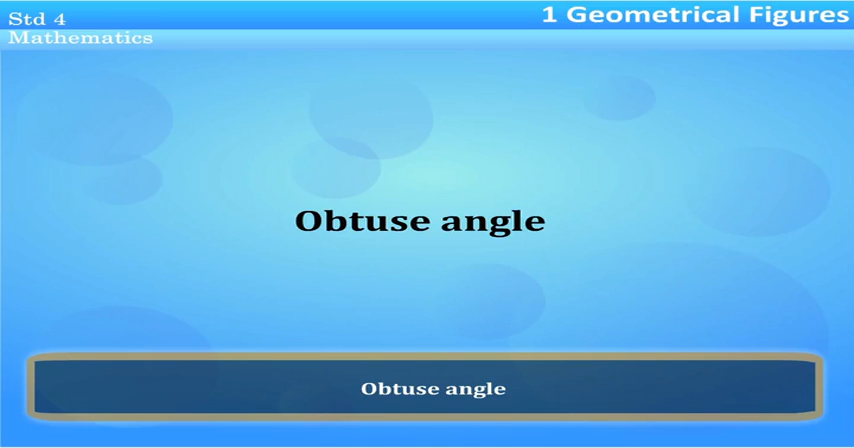 Std 4
Mathematics
1 Geometrical Figures
Obtuse angle
Obtuse angle